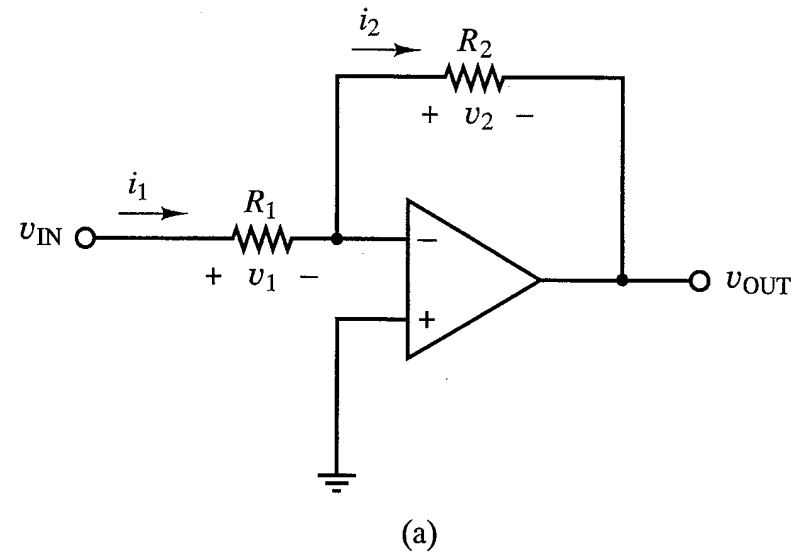 i2
R2
+ v2 −
i1
R1
vIN
−
vOUT
+ v1 −
+
(a)